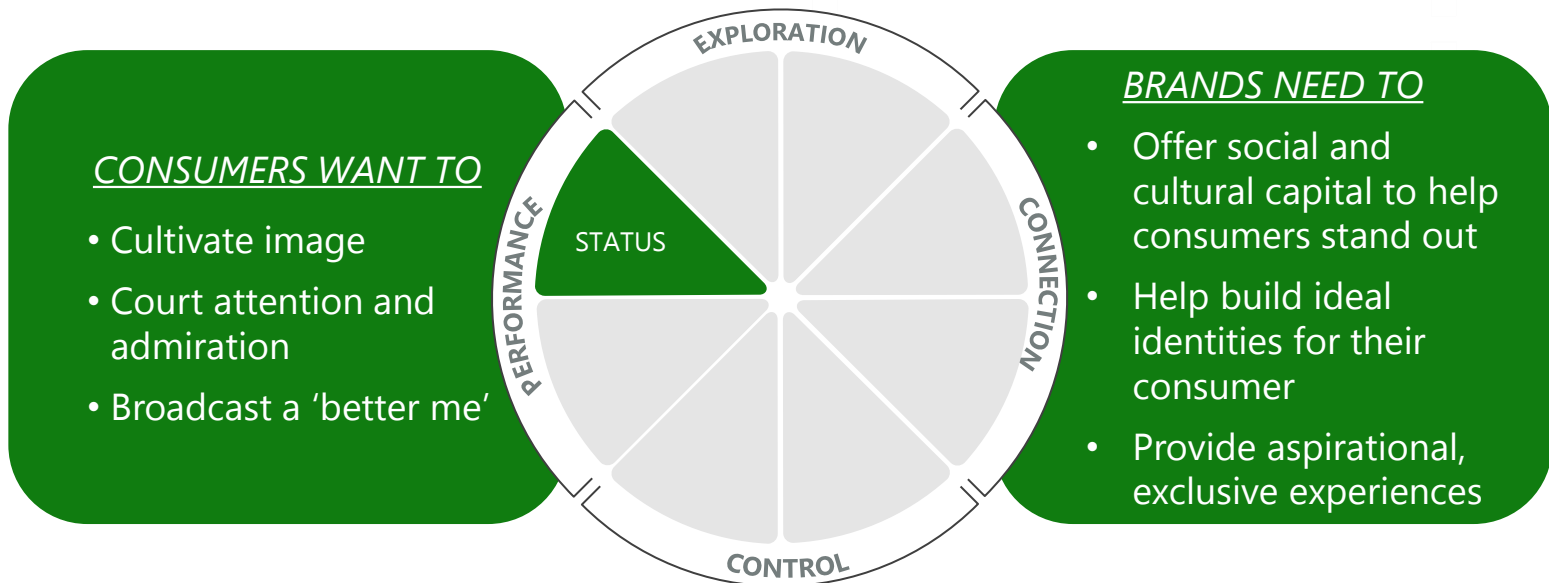 CONSUMERS WANT TO
• Cultivate image
• Court attention and
admiration
• Broadcast a ‘better me’
EXPLORATION
PERFORMANCE
STATUS
CONNECTION
CONTROL
BRANDS NEED TO
• Offer social and
cultural capital to help
consumers stand out
• Help build ideal
identities for their
consumer
• Provide aspirational,
exclusive experiences